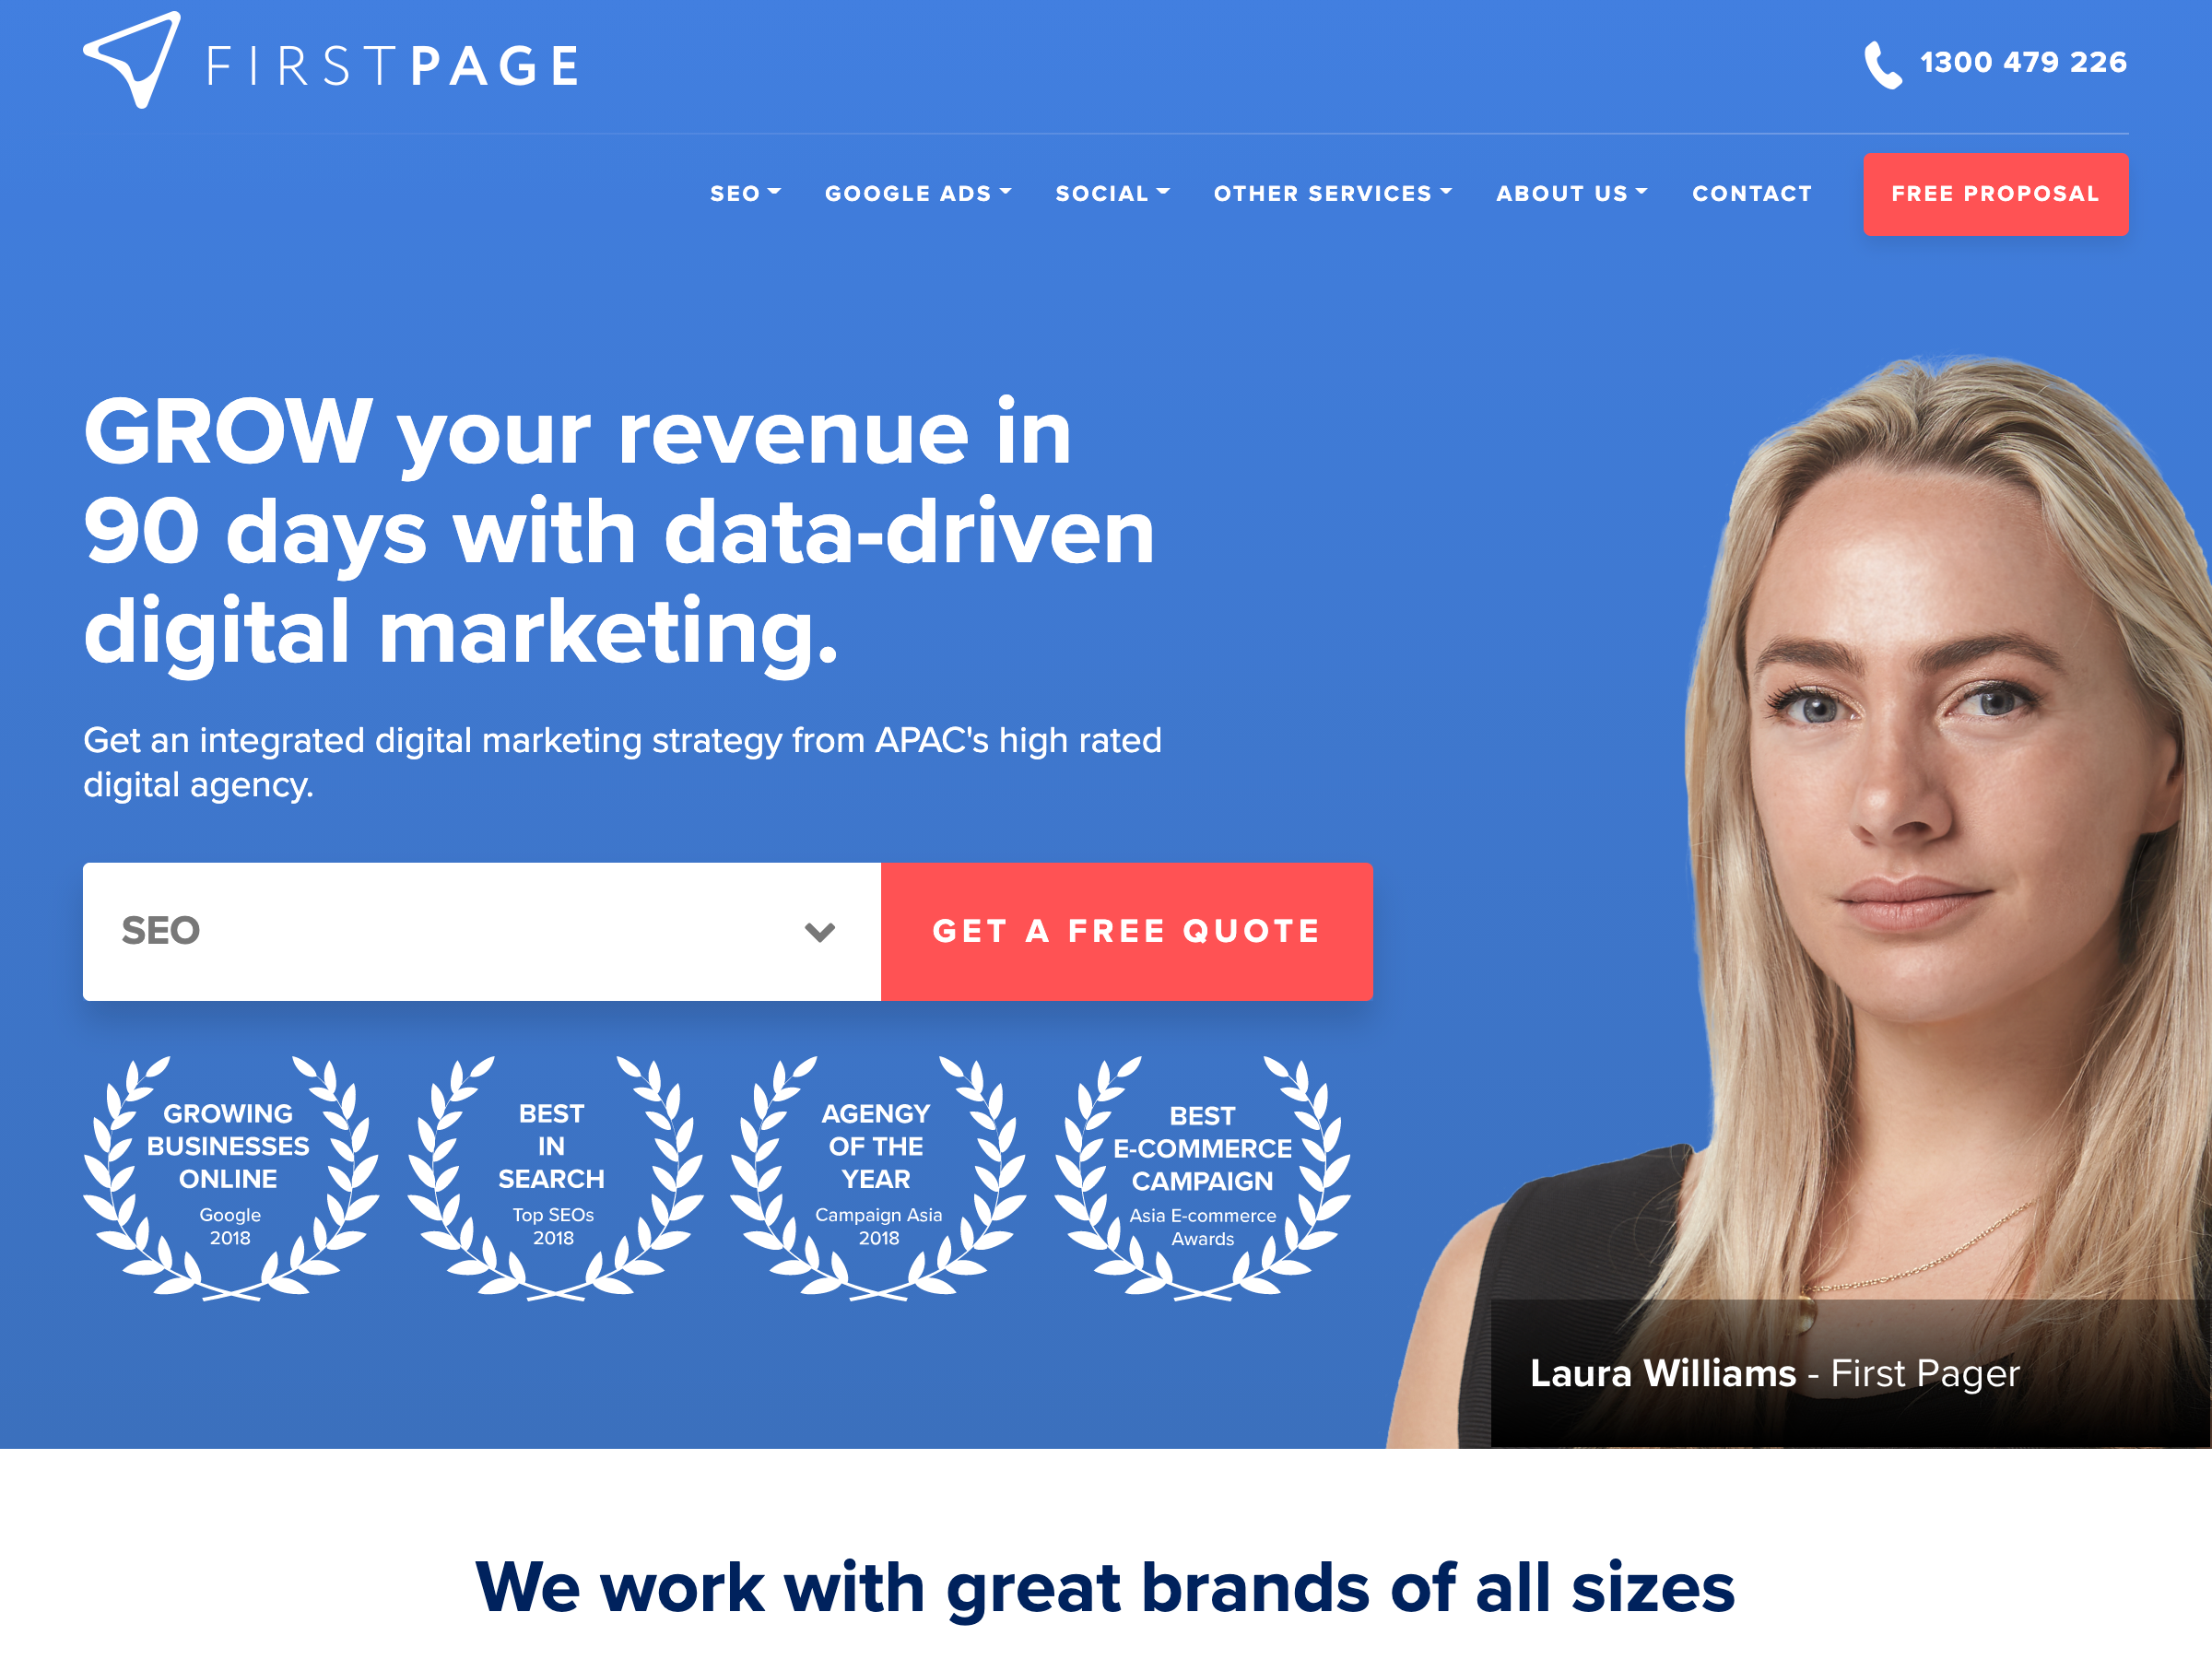 FIRSTPAGE
1300 479 226
SEO
GOOGLE ADS
SOCIAL
OTHER SERVICES
ABOUT US
CONTACT
FREE PROPOSAL
GROW your revenue in
90 days with data-driven
digital marketing.
Get an integrated digital marketing strategy from APAC's high rated
digital agency.
SEO
GET A FREE QUOTE
GROWING
BUSINESSES
ONLINE
Google
2018
BEST
IN
SEARCH
Top SEOs
2018
AGENGY
OF THE
YEAR
Campaign Asia
2018
BEST
E-COMMERCE
CAMPAIGN
Asia E-commerce
Awards
Laura Williams - First Pager
We work with great brands of all sizes